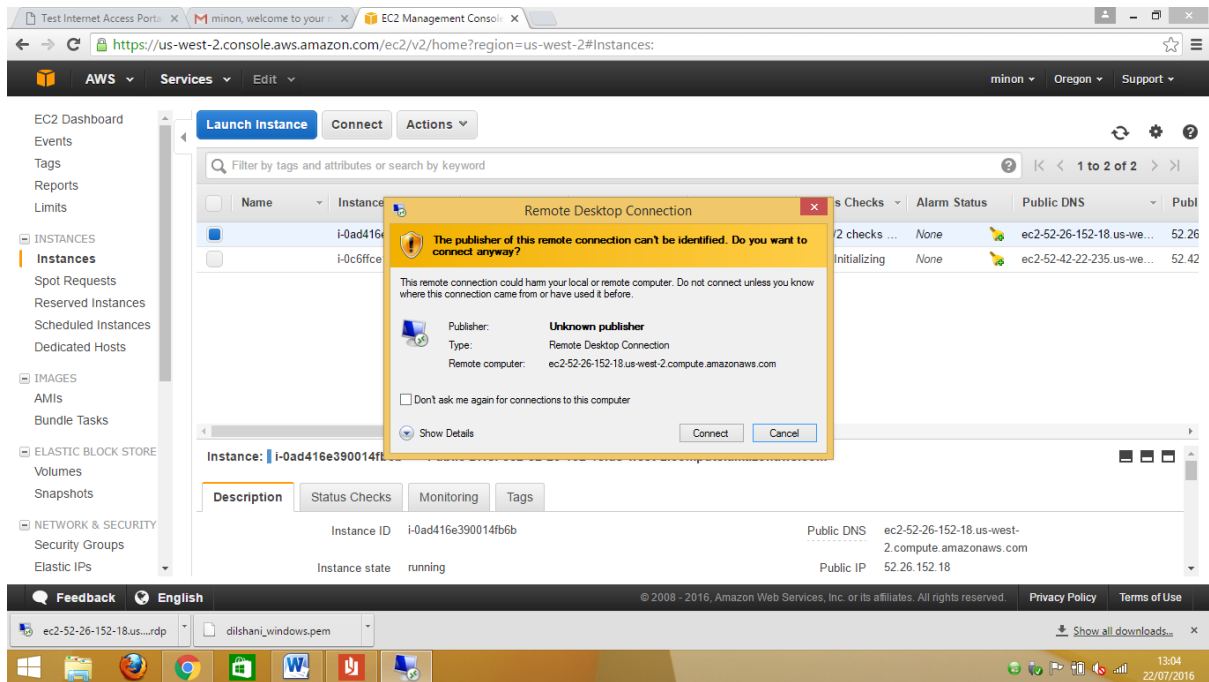 Test Internet Access Porta
minon, welcome to your
EC2 Management Consol
https://us-west-2.console.aws.amazon.com/ec2/v2/home?region=us-west-2#Instances:
AWS Services Edit minon Oregon Support
EC2 Dashboard
Events
Tags
Reports
Limits
INSTANCES
Instances
Spot Requests
Reserved Instances
Scheduled Instances
Dedicated Hosts
IMAGES
AMIs
Bundle Tasks
ELASTIC BLOCK STORE
Volumes
Snapshots
NETWORK & SECURITY
Security Groups
Elastic IPs
Launch Instance Connect Actions
Filter by tags and attributes or search by keyword 1 to 2 of 2
Name Instance s Checks Alarm Status Public DNS Publ
i-0ad416e /2 checks ... None ec2-52-26-152-18.us-we... 52.26
i-0c6ffce Initializing None ec2-52-42-22-235.us-we... 52.42
Remote Desktop Connection
The publisher of this remote connection can't be identified. Do you want to
connect anyway?
This remote connection could harm your local or remote computer. Do not connect unless you know
where this connection came from or have used it before.
Publisher: Unknown publisher
Type: Remote Desktop Connection
Remote computer: ec2-52-26-152-18.us-west-2.compute.amazonaws.com
Don't ask me again for connections to this computer
Show Details Connect Cancel
Instance: i-0ad416e390014fb
Description Status Checks Monitoring Tags
Instance ID i-0ad416e390014fb6b
Instance state running
Public DNS ec2-52-26-152-18.us-west-
2.compute.amazonaws.com
Public IP 52.26.152.18
Feedback English © 2008 - 2016, Amazon Web Services, Inc. or its affiliates. All rights reserved. Privacy Policy Terms of Use
ec2-52-26-152-18.us....rdp dilshani_windows.pem Show all downloads...
13:04
22/07/2016